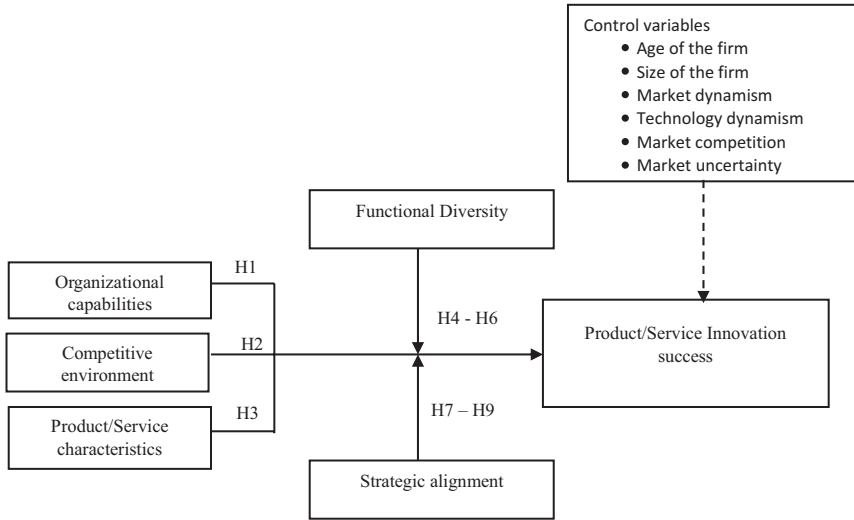 Control variables
• Age of the firm
• Size of the firm
• Market dynamism
• Technology dynamism
• Market competition
• Market uncertainty
Functional Diversity
H1
Organizational
capabilities
H4 - H6
Product/Service Innovation
success
H2
Competitive
environment
H3
H7 – H9
Product/Service
characteristics
Strategic alignment